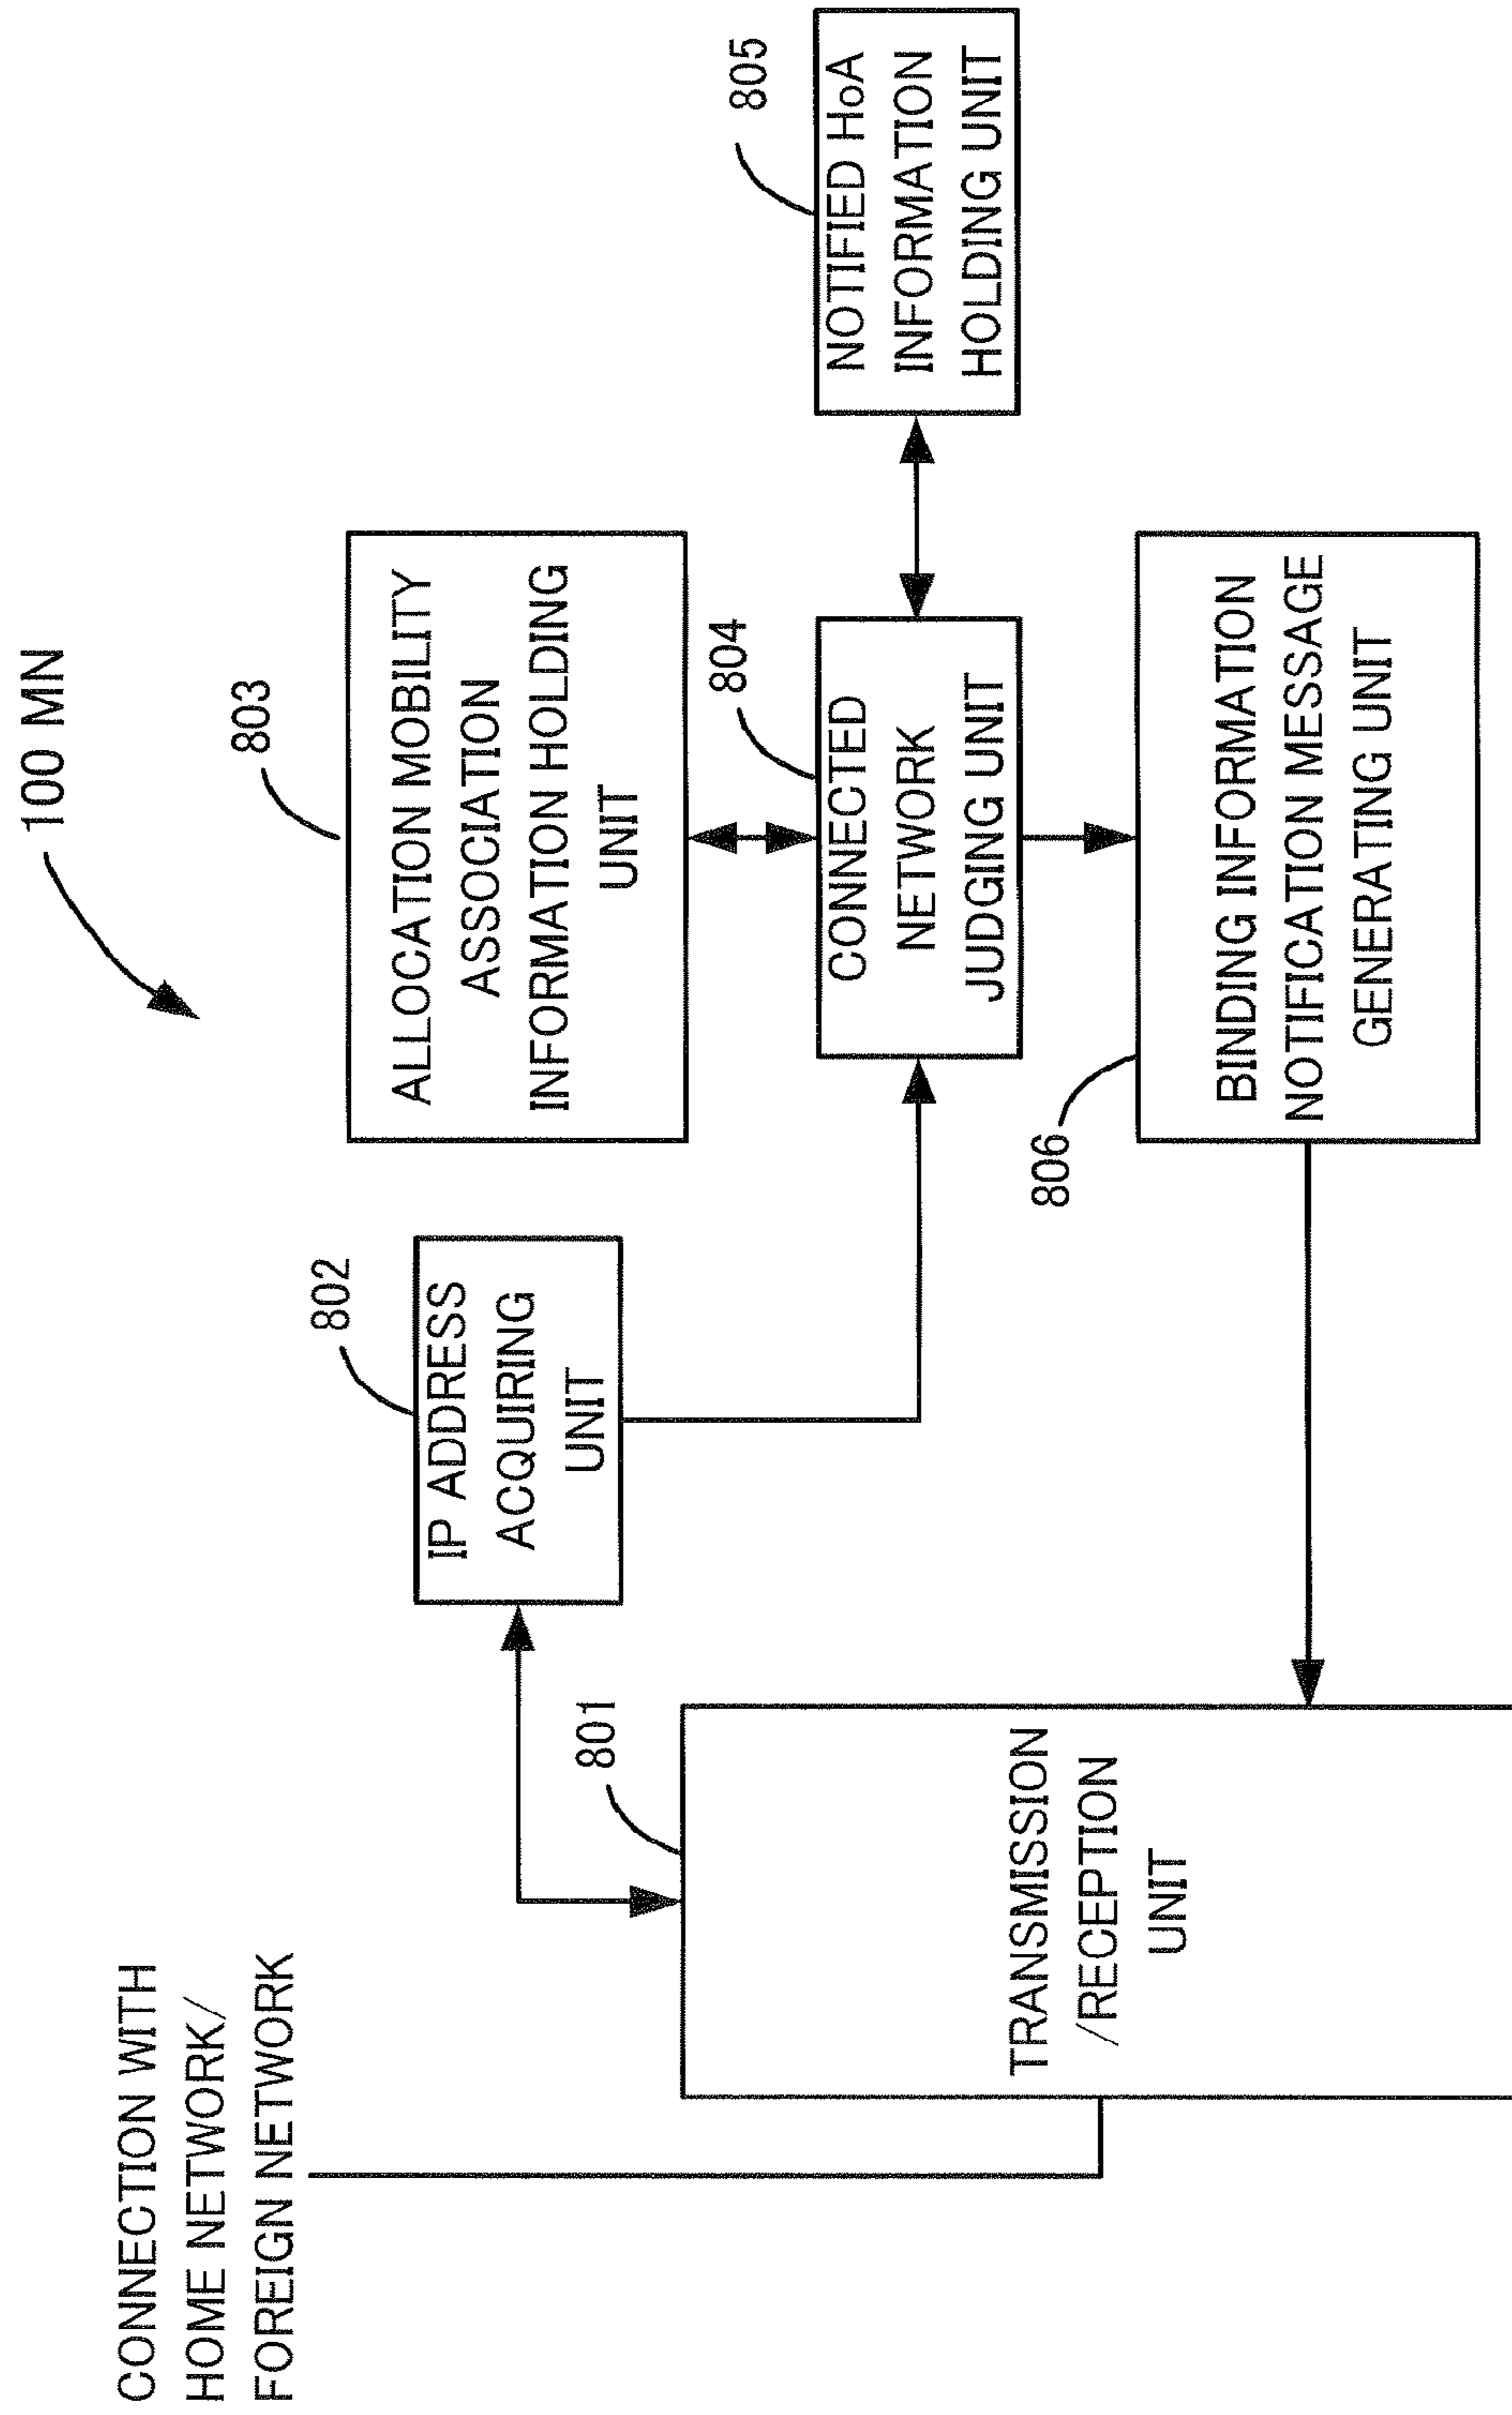 100 MN
CONNECTION WITH
HOME NETWORK/
FOREIGN NETWORK
801
TRANSMISSION
/RECEPTION
UNIT
802
IP ADDRESS
ACQUIRING
UNIT
803
ALLOCATION MOBILITY
ASSOCIATION
INFORMATION HOLDING
UNIT
804
CONNECTED
NETWORK
JUDGING UNIT
805
NOTIFIED HoA
INFORMATION
HOLDING UNIT
806
BINDING INFORMATION
NOTIFICATION MESSAGE
GENERATING UNIT